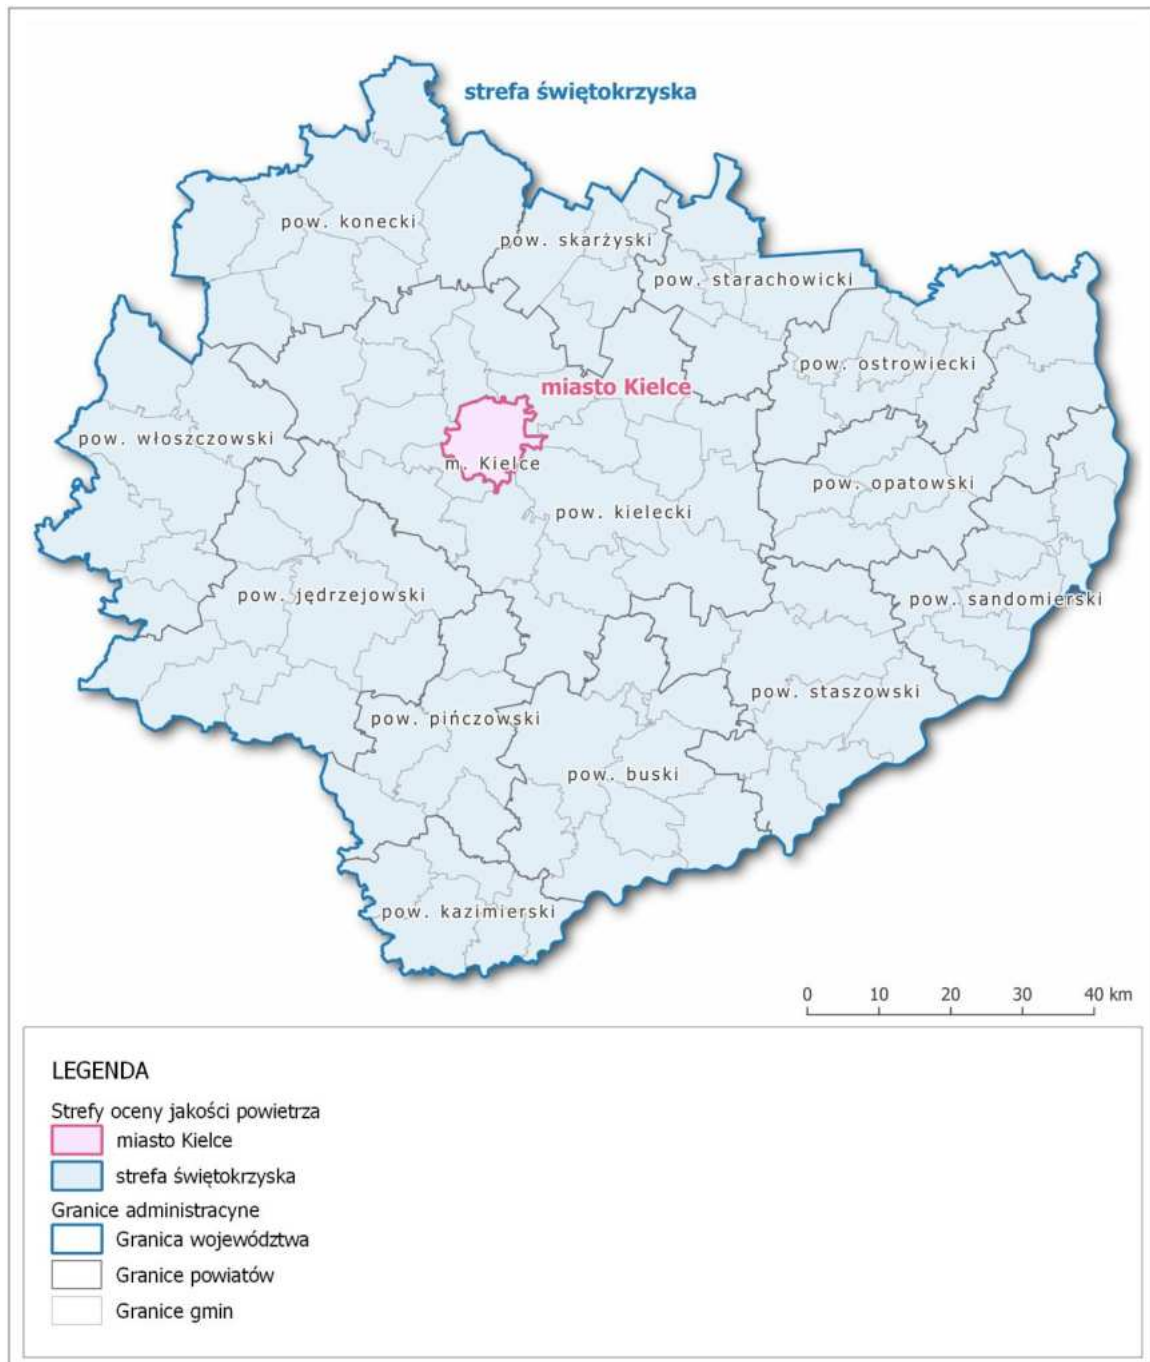 strefa świętokrzyska
pow. konecki
pow. skarżyski
pow. starachowicki
pow. ostrowiecki
miasto Kielce
pow. włoszczowski
m. Kielce
pow. opatowski
pow. kielecki
pow. jędrzejowski
pow. sandomierski
pow. staszowski
pow. pińczowski
pow. buski
pow. kazimierski
0 10 20 30 40 km
LEGENDA
Strefy oceny jakości powietrza
miasto Kielce
strefa świętokrzyska
Granice administracyne
Granica województwa
Granice powiatów
Granice gmin